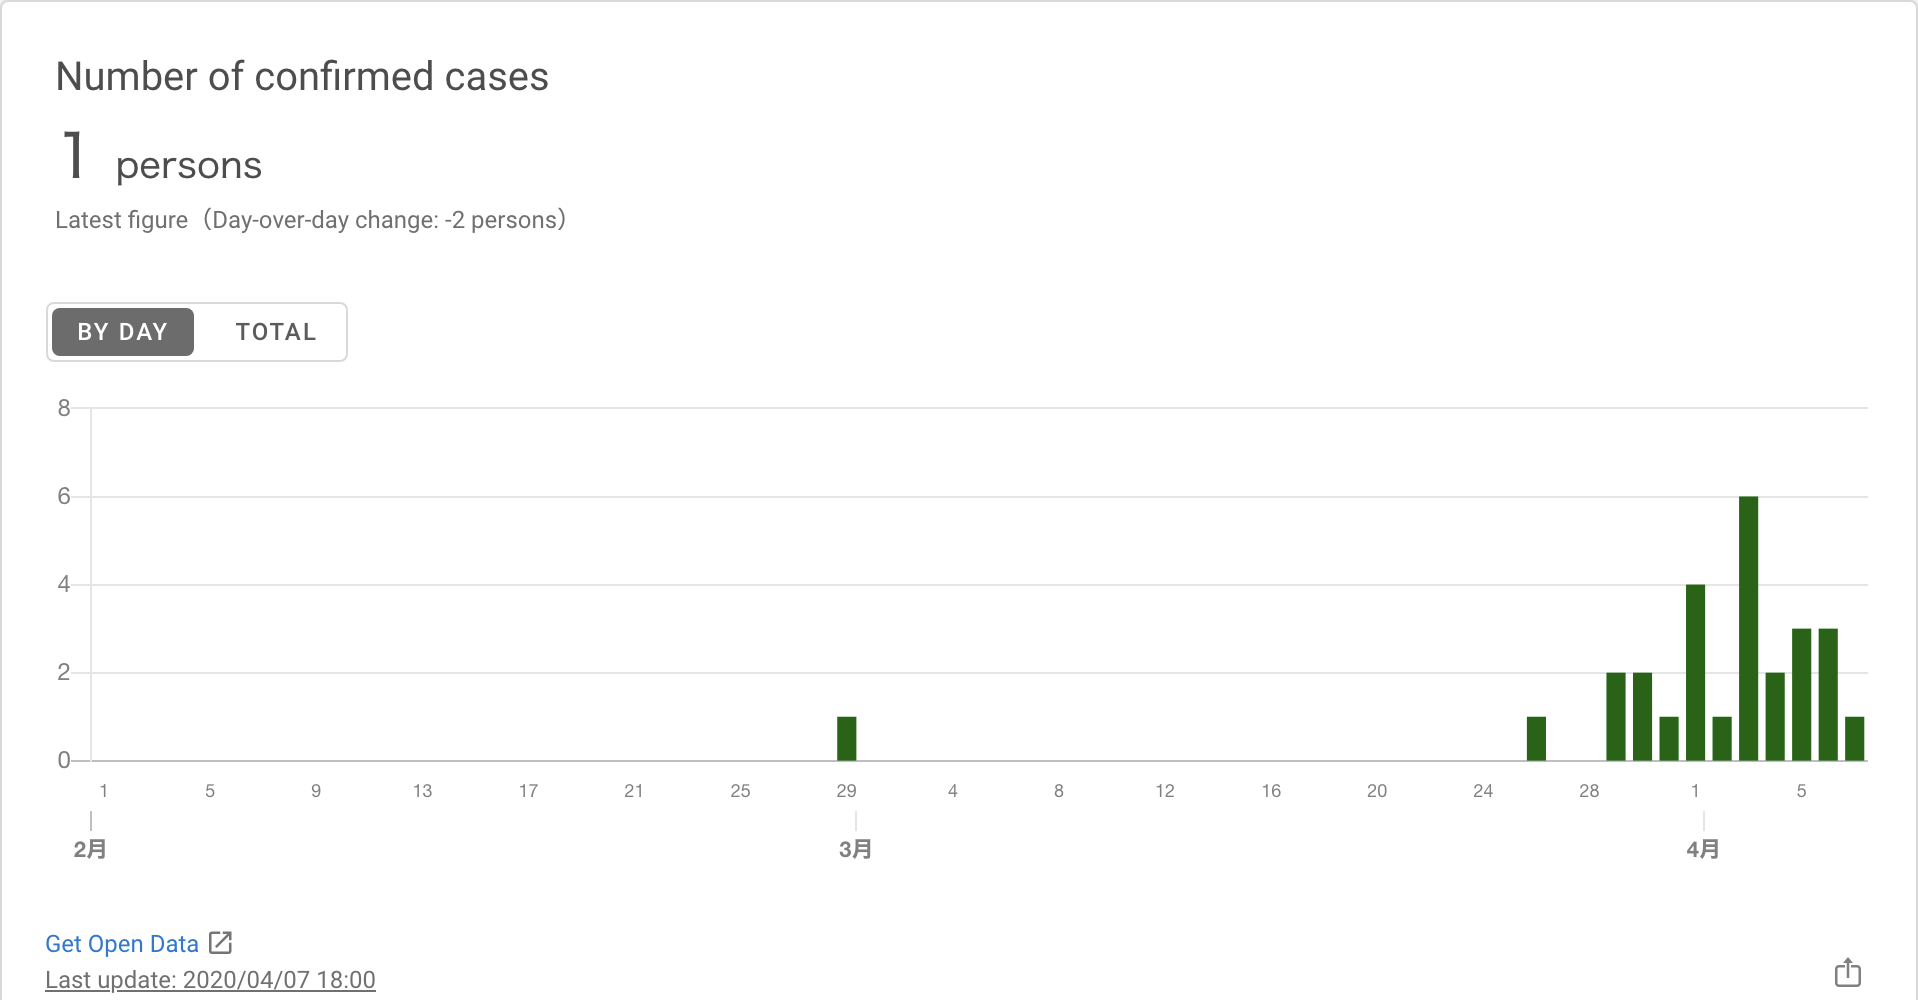 Number of confirmed cases
1 persons
Latest figure（Day-over-day change: -2 persons）
BY DAY TOTAL
8
6
4
2
0
1 5 9 13 17 21 25 29 4 8 12 16 20 24 28 1 5
2月 3月 4月
Get Open Data
Last update: 2020/04/07 18:00